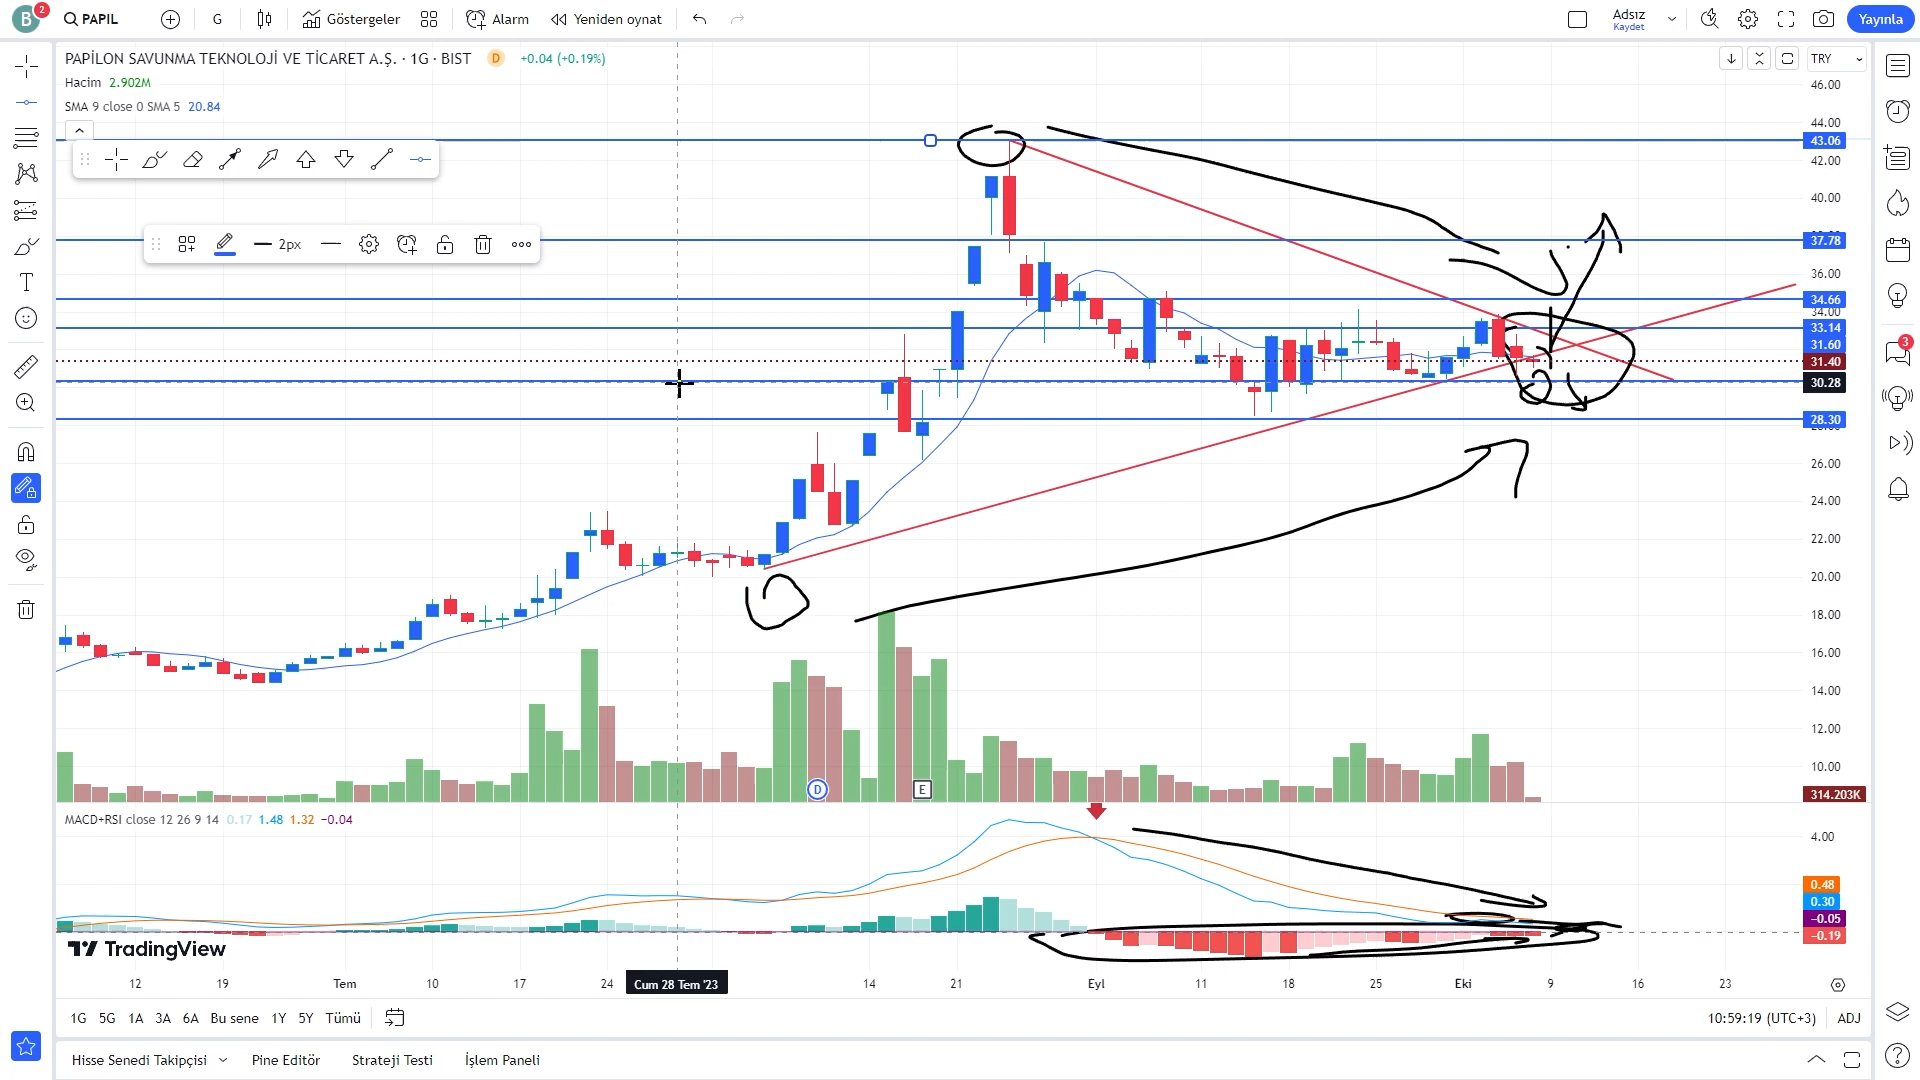 B 2 PAPIL G Göstergeler Alarm Yeniden oynat Adsız Kaydet Yayınla
PAPİLON SAVUNMA TEKNOLOJİ VE TİCARET A.Ş. · 1G · BIST D +0.04 (+0.19%)
TRY
Hacim 2.902M
SMA 9 close 0 SMA 5 20.84
2px
46.00
44.00
43.06
42.00
40.00
37.78
36.00
34.66
34.00
33.14
31.60
31.40
30.28
28.30
26.00
24.00
22.00
20.00
18.00
16.00
14.00
12.00
10.00
D E
314.203K
3
MACD+RSI close 12 26 9 14 0.17 1.48 1.32 −0.04
4.00
0.48
0.30
−0.05
−0.19
TradingView
12 19 Tem 10 17 24 Cum 28 Tem '23 14 21 Eyl 11 18 25 Eki 9 16 23
1G 5G 1A 3A 6A Bu sene 1Y 5Y Tümü 10:59:19 (UTC+3) ADJ
Hisse Senedi Takipçisi Pine Editör Strateji Testi İşlem Paneli